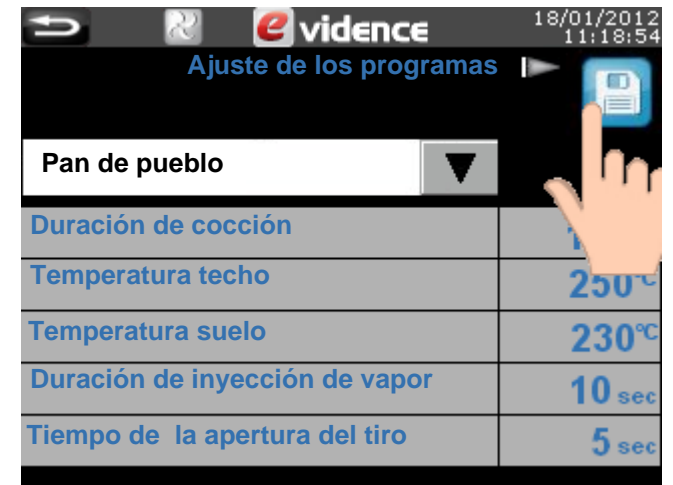 evidence 18/01/2012
11:18:54
Ajuste de los programas
Pan de pueblo
Duración de cocción
Temperatura techo 250°C
Temperatura suelo 230°C
Duración de inyección de vapor 10 sec
Tiempo de la apertura del tiro 5 sec